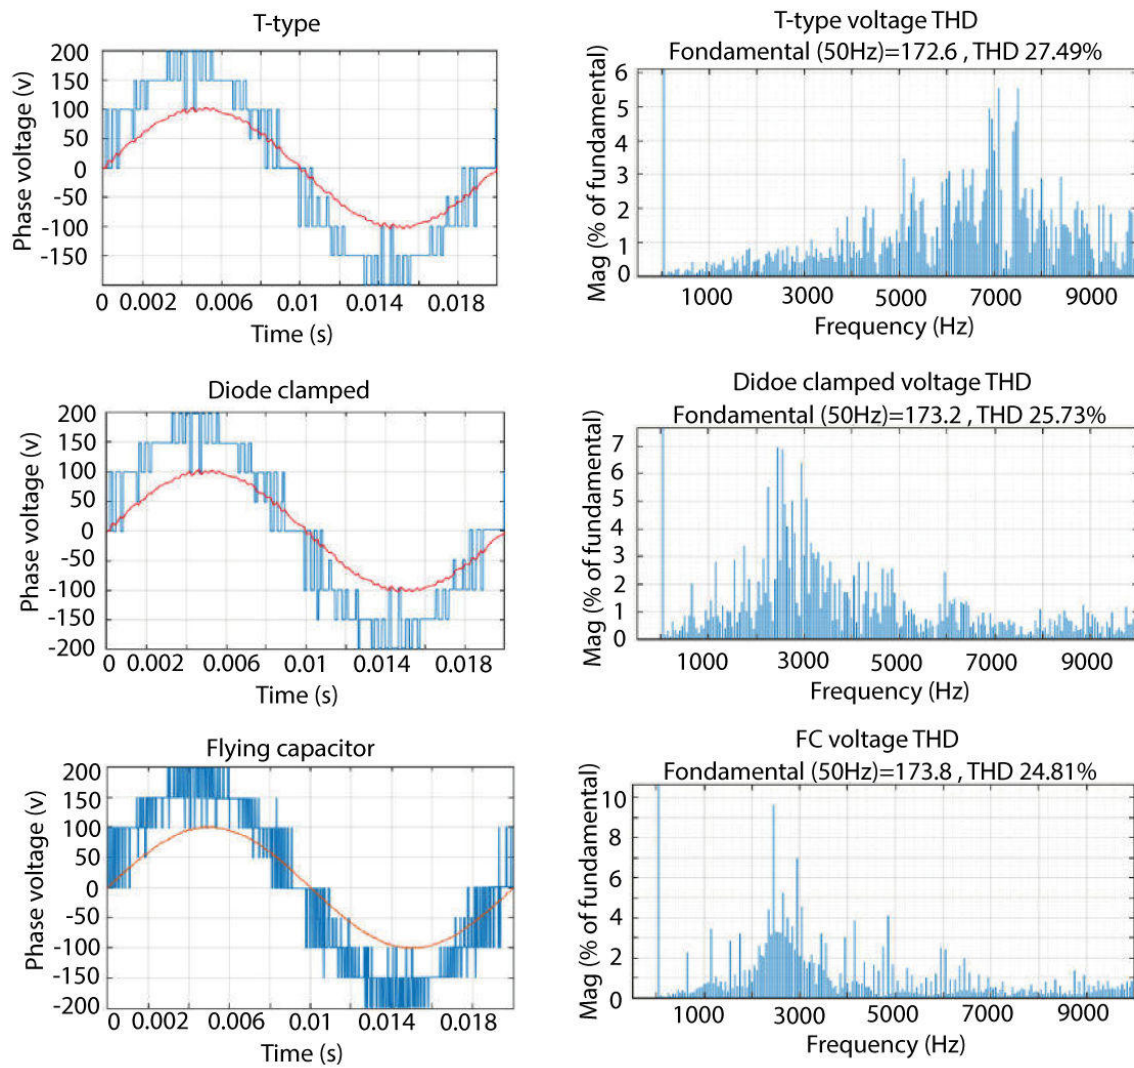 T-type
Phase voltage (v)
200
150
100
50
0
-50
-100
-150
0 0.002 0.006 0.01 0.014 0.018
Time (s)
T-type voltage THD
Fondamental (50Hz)=172.6 , THD 27.49%
Mag (% of fundamental)
6
5
4
3
2
1
0
1000 3000 5000 7000 9000
Frequency (Hz)
Diode clamped
Phase voltage (v)
200
150
100
50
0
-50
-100
-150
-200
0 0.002 0.006 0.01 0.014 0.018
Time (s)
Didoe clamped voltage THD
Fondamental (50Hz)=173.2 , THD 25.73%
Mag (% of fundamental)
7
6
5
4
3
2
1
0
1000 3000 5000 7000 9000
Frequency (Hz)
Flying capacitor
Phase voltage (v)
200
150
100
50
0
-50
-100
-150
-200
0 0.002 0.006 0.01 0.014 0.018
Time (s)
FC voltage THD
Fondamental (50Hz)=173.8 , THD 24.81%
Mag (% of fundamental)
10
8
6
4
2
0
1000 3000 5000 7000 9000
Frequency (Hz)